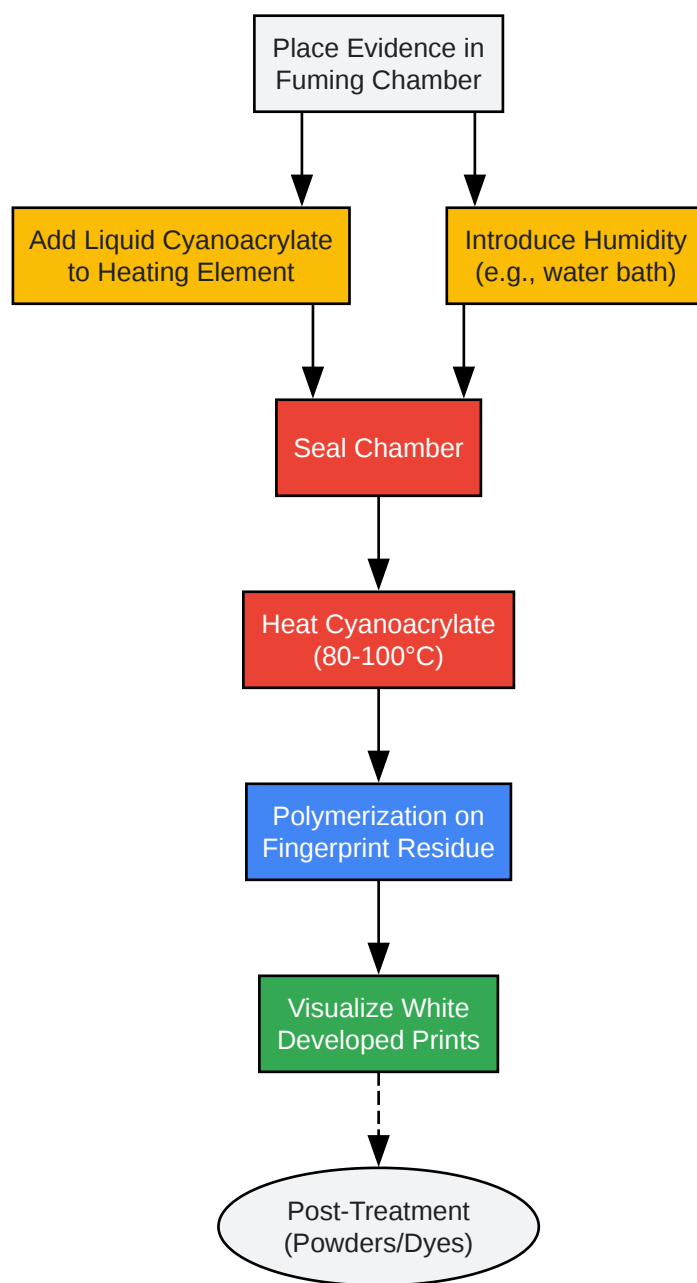 Place Evidence in
Fuming Chamber
Add Liquid Cyanoacrylate
to Heating Element
Introduce Humidity
(e.g., water bath)
Seal Chamber
Heat Cyanoacrylate
(80-100°C)
Polymerization on
Fingerprint Residue
Visualize White
Developed Prints
Post-Treatment
(Powders/Dyes)